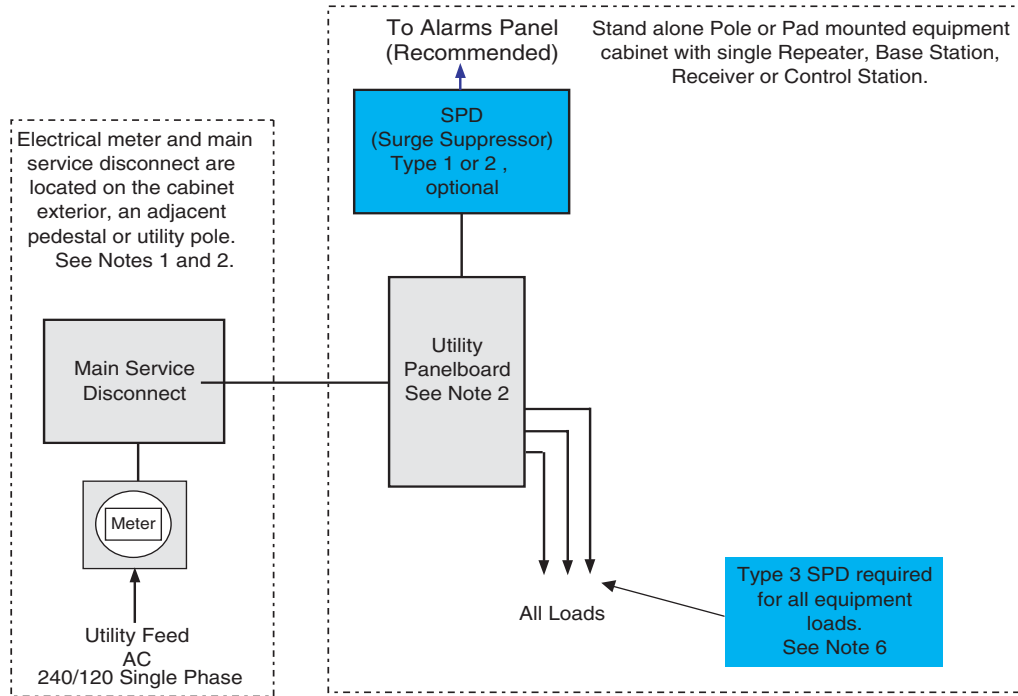 To Alarms Panel
(Recommended)
Stand alone Pole or Pad mounted equipment
cabinet with single Repeater, Base Station,
Receiver or Control Station.
SPD
(Surge Suppressor)
Type 1 or 2 ,
optional
Electrical meter and main
service disconnect are
located on the cabinet
exterior, an adjacent
pedestal or utility pole.
See Notes 1 and 2.
Main Service
Disconnect
Utility
Panelboard
See Note 2
Meter
Utility Feed
AC
240/120 Single Phase
All Loads
Type 3 SPD required
for all equipment
loads.
See Note 6